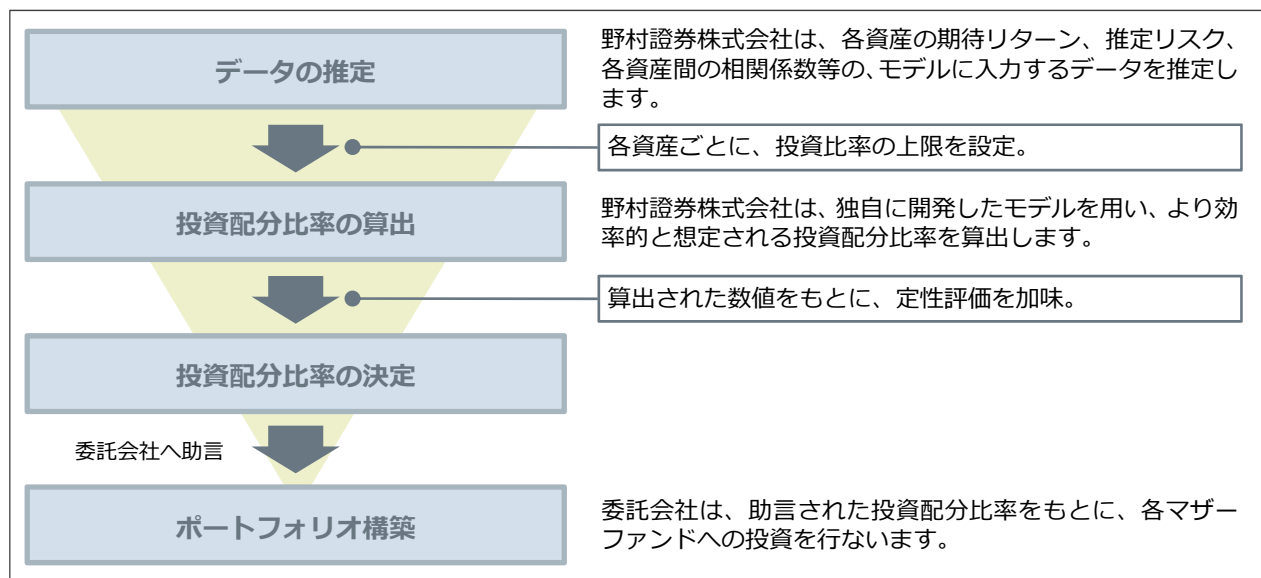 データの推定
野村證券株式会社は、各資産の期待リターン、推定リスク、
各資産間の相関係数等の、モデルに入力するデータを推定し
ます。
各資産ごとに、投資比率の上限を設定。
投資配分比率の算出
野村證券株式会社は、独自に開発したモデルを用い、より効
率的と想定される投資配分比率を算出します。
算出された数値をもとに、定性評価を加味。
投資配分比率の決定
委託会社へ助言
ポートフォリオ構築
委託会社は、助言された投資配分比率をもとに、各マザー
ファンドへの投資を行ないます。